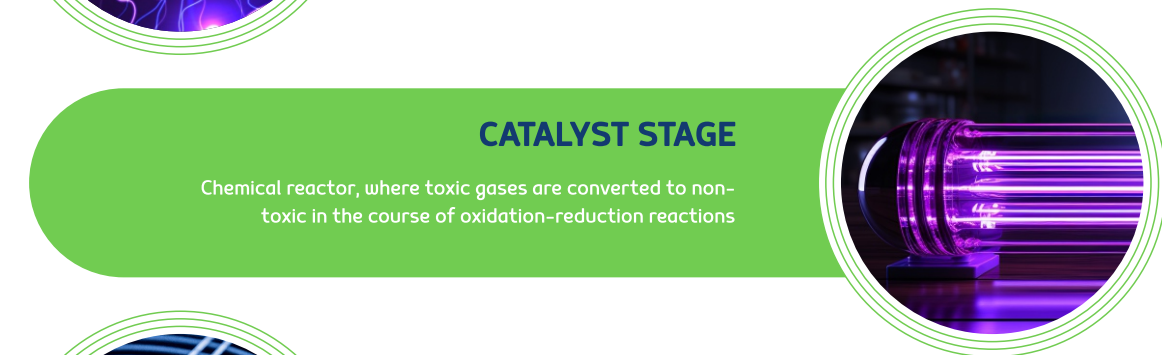 CATALYST STAGE
Chemical reactor, where toxic gases are converted to non-
toxic in the course of oxidation-reduction reactions